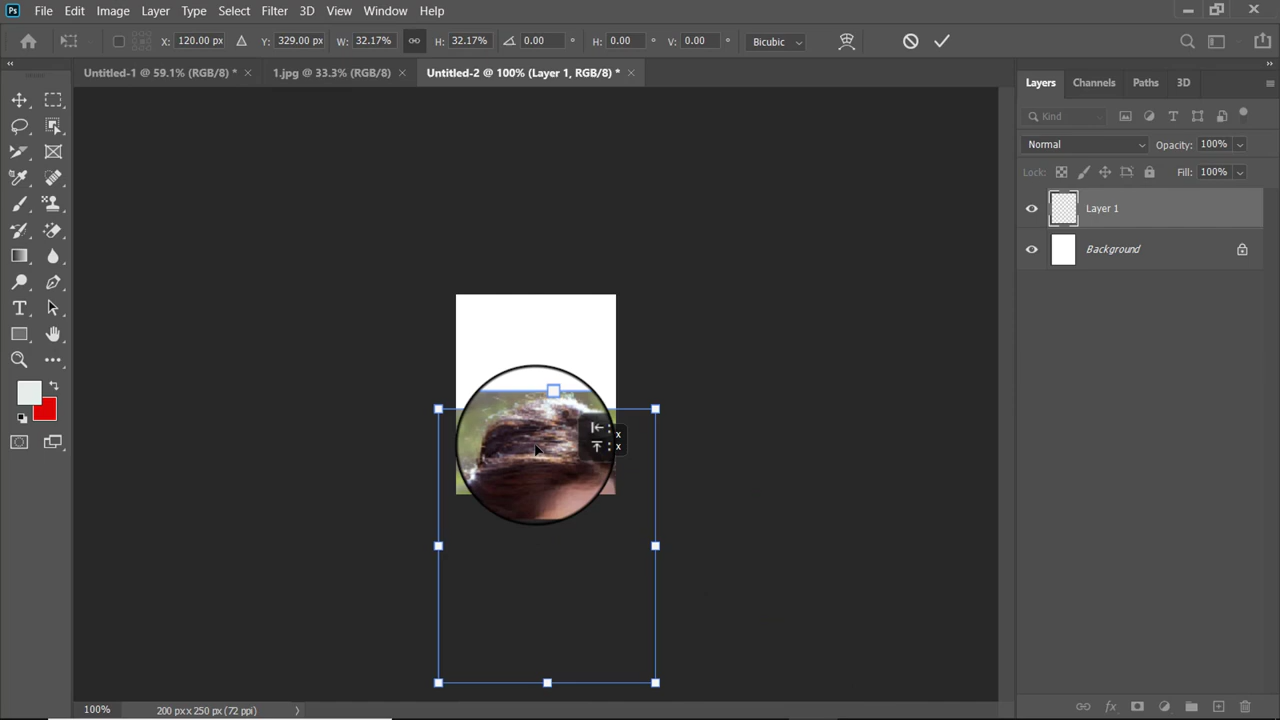 Ps File Edit Image Layer Type Select Filter 3D View Window Help
X: 120.00 px Y: 329.00 px W: 32.17% H: 32.17% 0.00 ° H: 0.00 ° V: 0.00 ° Bicubic
Untitled-1 @ 59.1% (RGB/8) * 1.jpg @ 33.3% (RGB/8) Untitled-2 @ 100% (Layer 1, RGB/8) *
Layers Channels Paths 3D
Kind
Normal Opacity: 100%
Lock: Fill: 100%
Layer 1
Background
100% 200 px x 250 px (72 ppi)